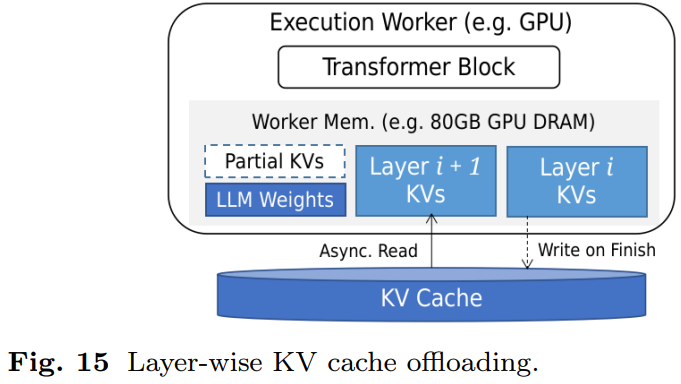 Execution Worker (e.g. GPU)
Transformer Block
Worker Mem. (e.g. 80GB GPU DRAM)
Partial KVs
LLM Weights
Layer i + 1
KVs
Layer i
KVs
Async. Read
Write on Finish
KV Cache
Fig. 15 Layer-wise KV cache offloading.